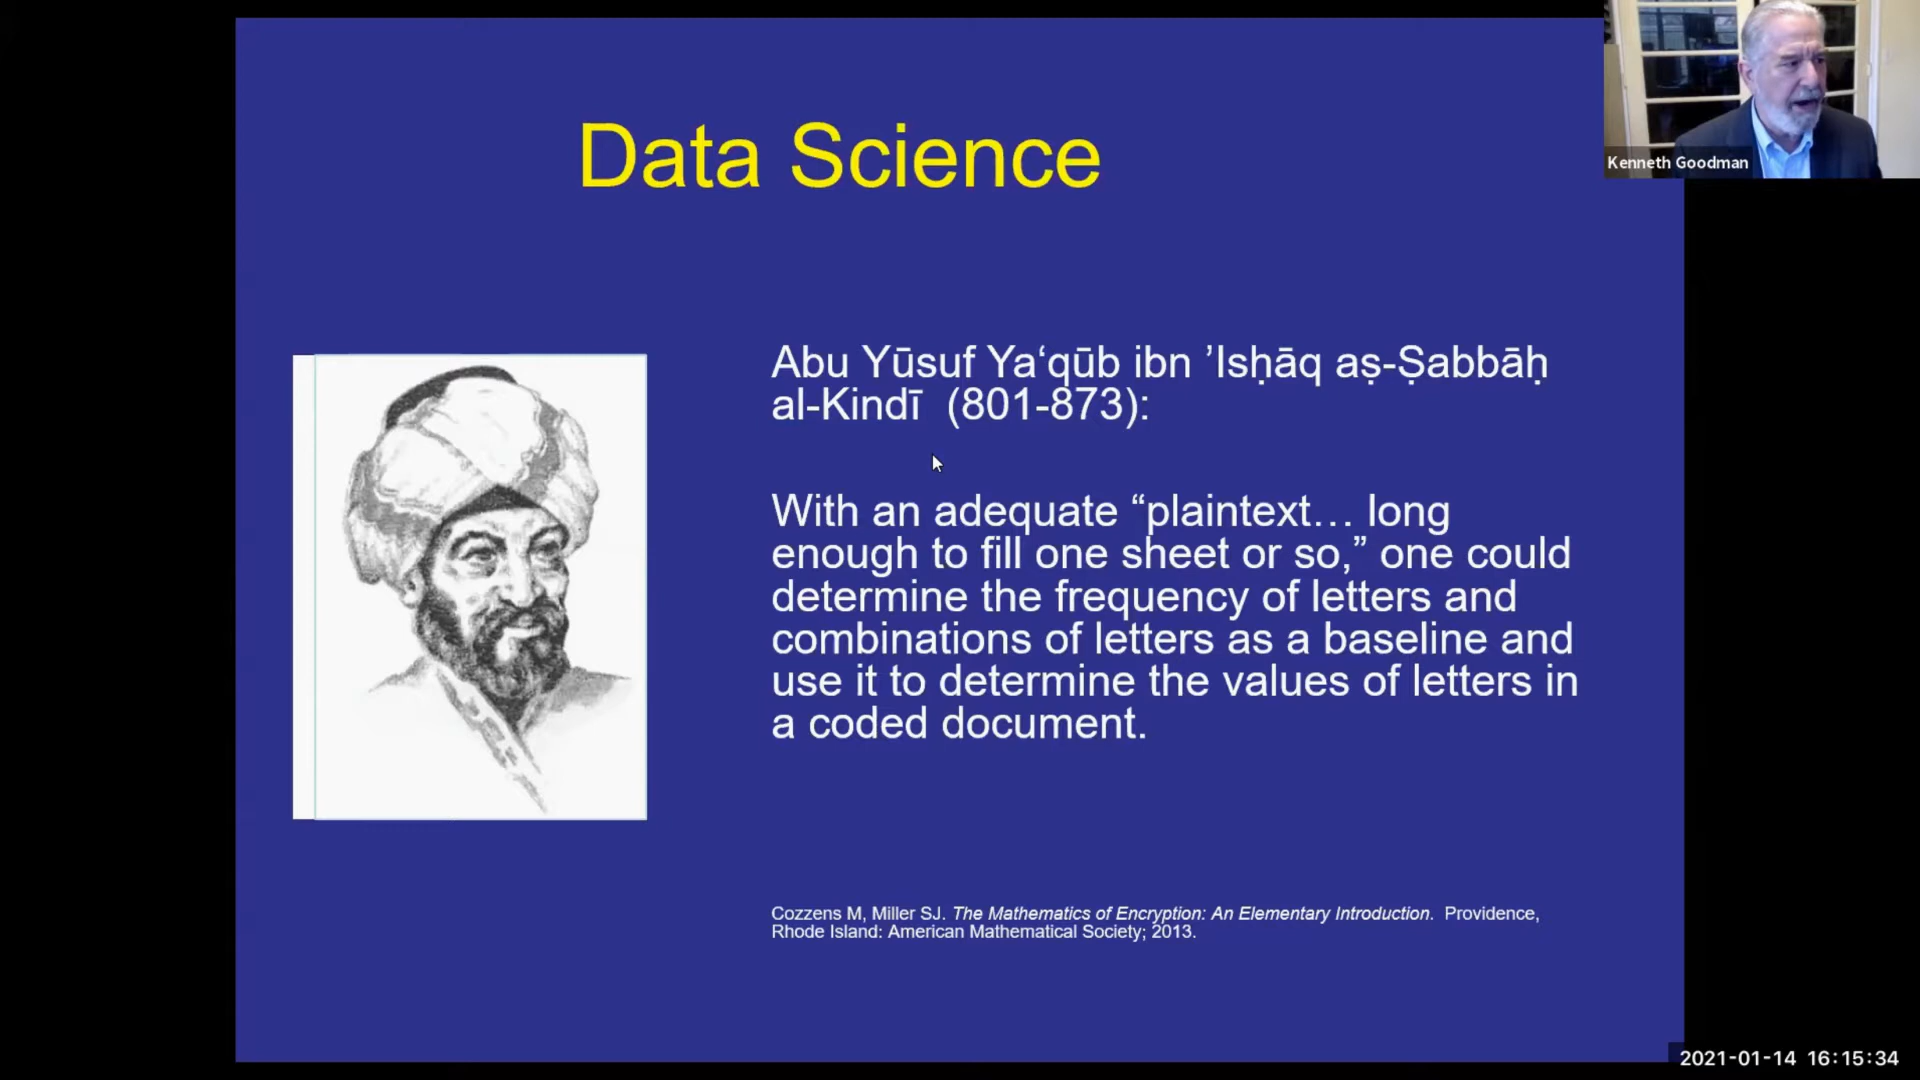 Data Science
Kenneth Goodman
Abu Yūsuf Ya‘qūb ibn ’Isḥāq aṣ-Ṣabbāḥ
al-Kindī  (801-873):
With an adequate “plaintext… long
enough to fill one sheet or so,” one could
determine the frequency of letters and
combinations of letters as a baseline and
use it to determine the values of letters in
a coded document.
Cozzens M, Miller SJ. The Mathematics of Encryption: An Elementary Introduction.  Providence,
Rhode Island: American Mathematical Society; 2013.
2021-01-14 16:15:34